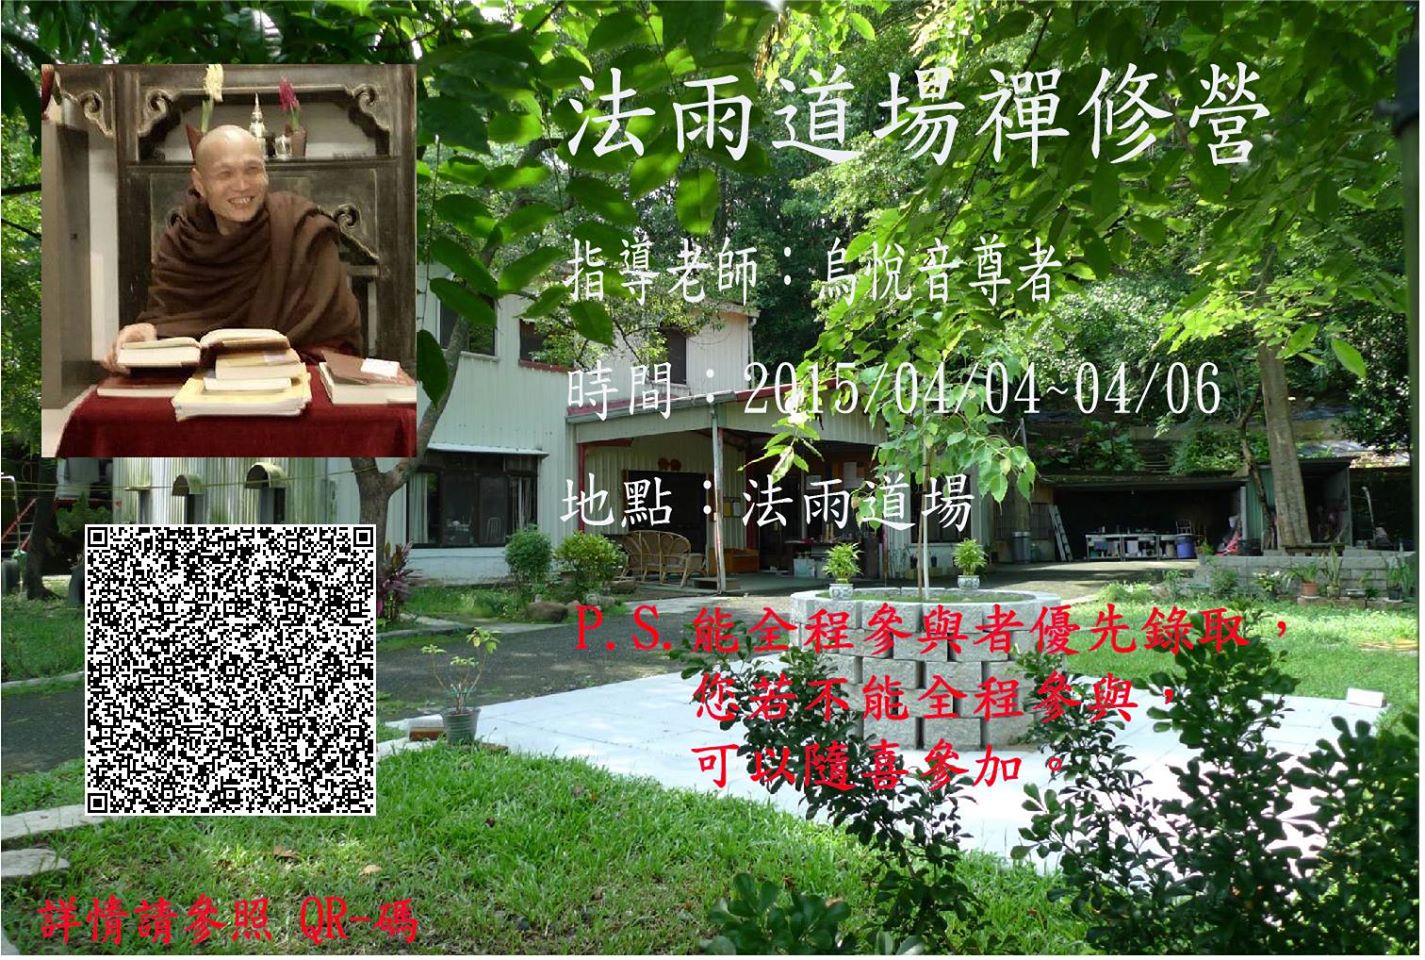 法雨道場禪修營
指導老師：烏悅音尊者
時間：2015/04/04~04/06
地點：法雨道場
P.S.能全程參與者優先錄取，
您若不能全程參與，
可以隨喜參加。
詳情請參照 QR-碼